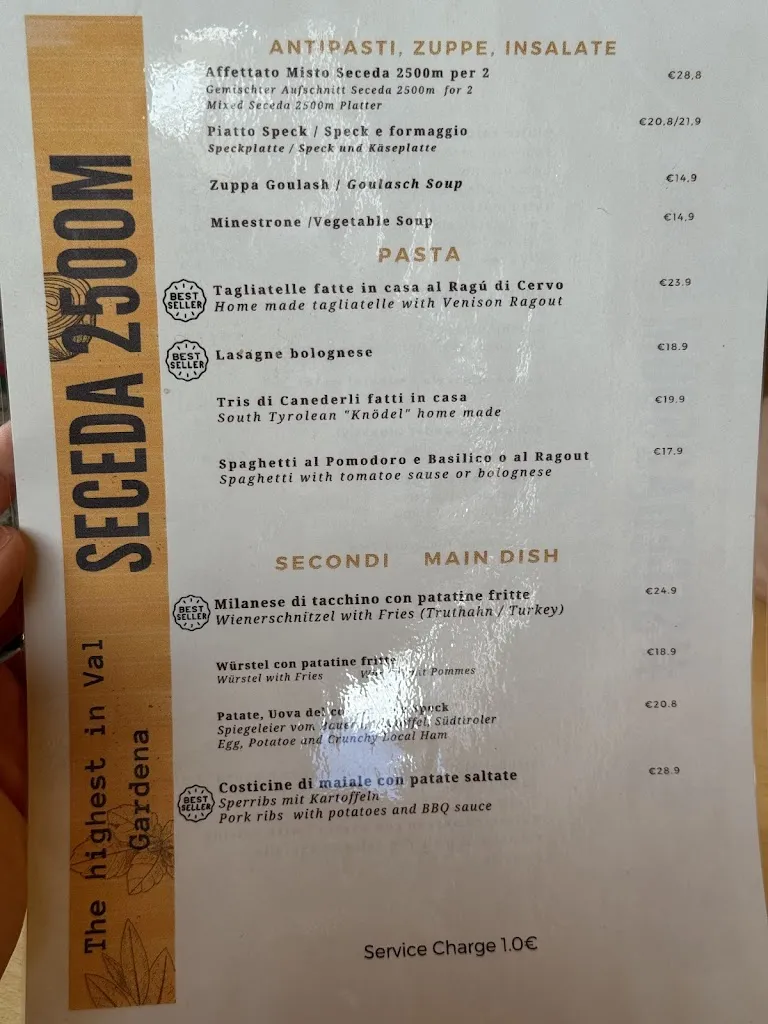 SECEDA 2500M
The highest in Val
Gardena
ANTIPASTI, ZUPPE, INSALATE
Affettato Misto Seceda 2500m per 2 €28,8
Gemischter Aufschnitt Seceda 2500m for 2
Mixed Seceda 2500m Platter
Piatto Speck / Speck e formaggio €20,8/21,9
Speckplatte / Speck und Käseplatte
Zuppa Goulash / Goulasch Soup €14,9
Minestrone /Vegetable Soup €14,9
PASTA
BEST SELLER
Tagliatelle fatte in casa al Ragú di Cervo €23.9
Home made tagliatelle with Venison Ragout
BEST SELLER
Lasagne bolognese €18.9
Tris di Canederli fatti in casa €19,9
South Tyrolean "Knödel" home made
Spaghetti al Pomodoro e Basilico o al Ragout €17.9
Spaghetti with tomatoe sause or bolognese
SECONDI MAIN DISH
BEST SELLER
Milanese di tacchino con patatine fritte €24.9
Wienerschnitzel with Fries (Truthahn / Turkey)
Würstel con patatine fritte €18.9
Würstel with Fries Pommes
Patate, Uova del Speck €20.8
Spiegeleier vom Südtiroler
Egg, Potatoe and Crunchy Local Ham
BEST SELLER
Costicine di maiale con patate saltate €28.9
Sperribs mit Kartoffeln
Pork ribs with potatoes and BBQ sauce
Service Charge 1.0€